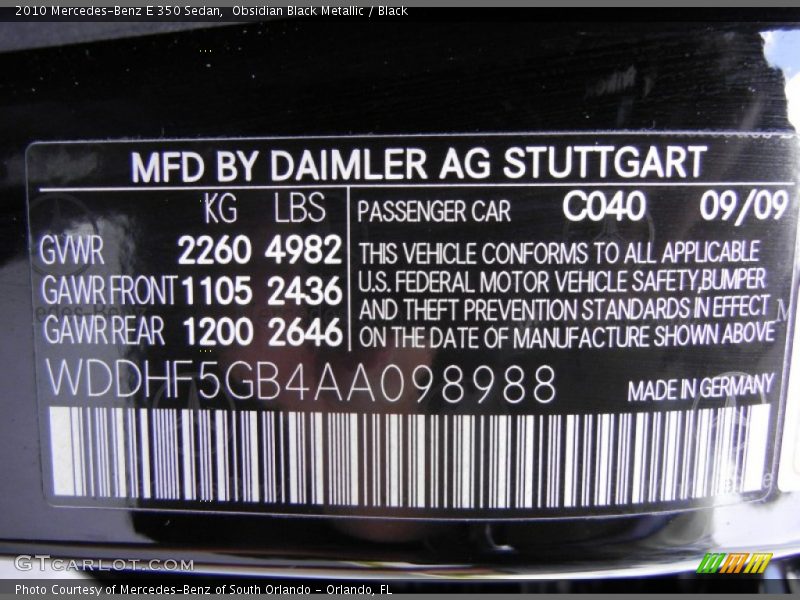 2010 Mercedes-Benz E 350 Sedan,  Obsidian Black Metallic / Black
MFD BY DAIMLER AG STUTTGART
KG LBS
GVWR 2260 4982
GAWR FRONT 1105 2436
GAWR REAR 1200 2646
PASSENGER CAR C040 09/09
THIS VEHICLE CONFORMS TO ALL APPLICABLE
U.S. FEDERAL MOTOR VEHICLE SAFETY,BUMPER
AND THEFT PREVENTION STANDARDS IN EFFECT
ON THE DATE OF MANUFACTURE SHOWN ABOVE
WDDHF5GB4AA098988
MADE IN GERMANY
GTCARLOT.COM
Photo Courtesy of Mercedes-Benz of South Orlando - Orlando, FL